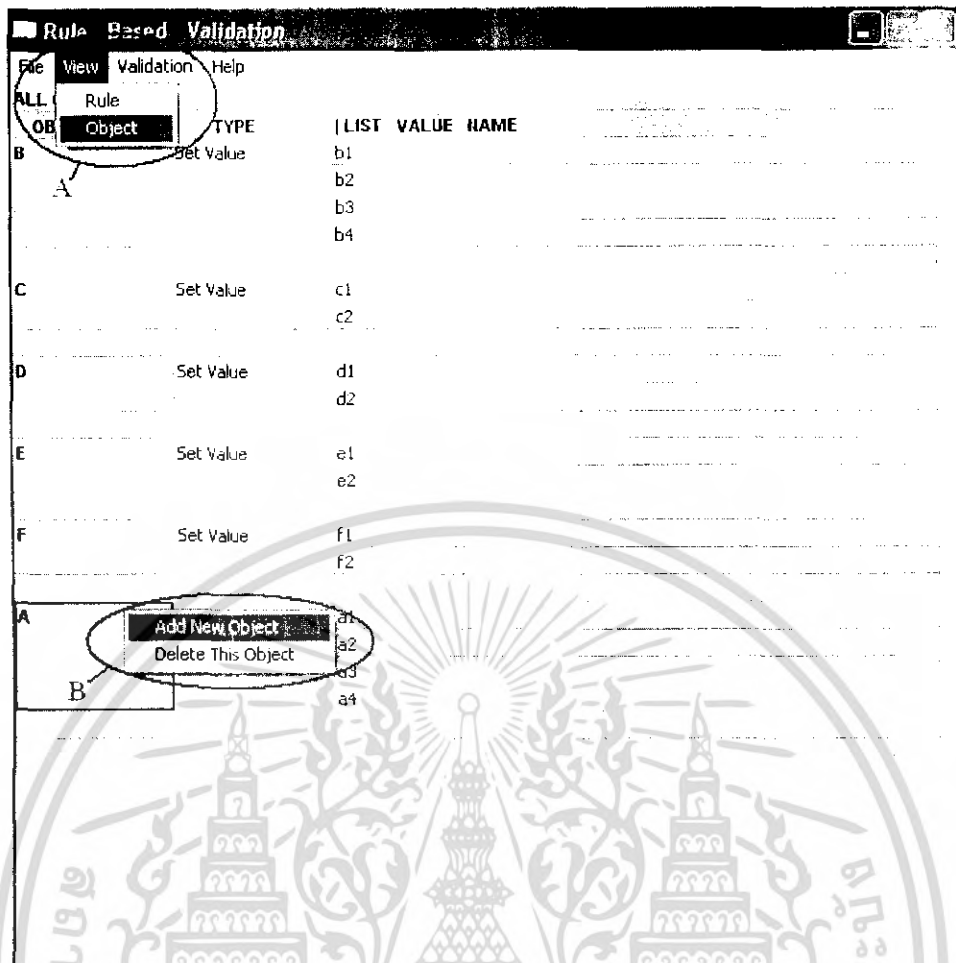 Rule Based Validation
File View Validation Help
ALL
Rule
OB
Object
TYPE
|LIST VALUE NAME
B Set Value b1
b2
b3
b4
A
C Set Value c1
c2
D Set Value d1
d2
E Set Value e1
e2
F Set Value f1
f2
A a1
Add New Object
a2
Delete This Object
a3
B
a4